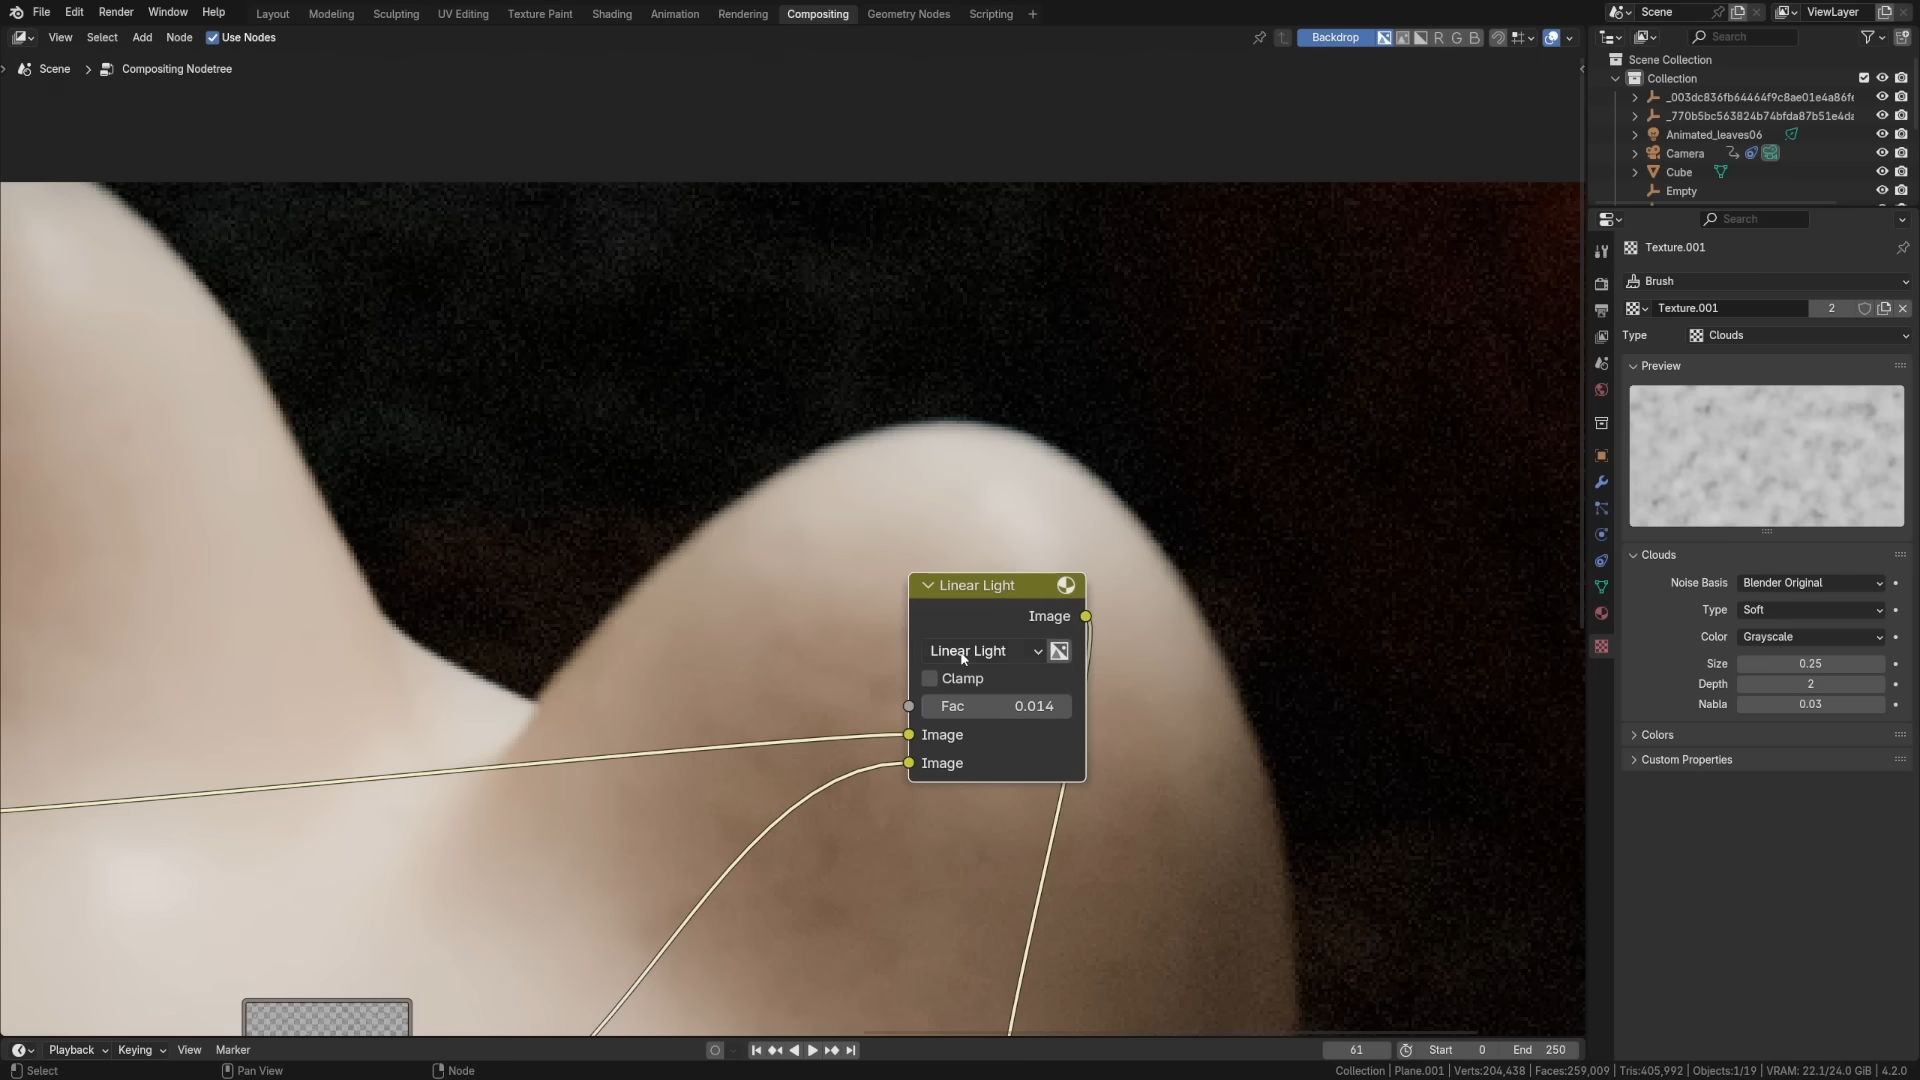 File Edit Render Window Help Layout Modeling Sculpting UV Editing Texture Paint Shading Animation Rendering Compositing Geometry Nodes Scripting + Scene ViewLayer
View Select Add Node Use Nodes Backdrop R G B Search
Scene > Compositing Nodetree
Scene Collection
Collection
_003dc836fb64464f9c8ae01e4a86f
_770b5bc563824b74bfda87b51e4d
Animated_leaves06
Camera
Cube
Empty
Search
Texture.001
Brush
Texture.001 2
Type Clouds
Preview
Clouds
Noise Basis Blender Original
Type Soft
Color Grayscale
Size 0.25
Depth 2
Nabla 0.03
Colors
Custom Properties
Linear Light
Image
Linear Light
Clamp
Fac 0.014
Image
Image
Playback Keying View Marker 61 Start 0 End 250
Select Pan View Node Collection | Plane.001 | Verts:204,438 | Faces:259,009 | Tris:405,992 | Objects:1/19 | VRAM: 22.1/24.0 GiB | 4.2.0